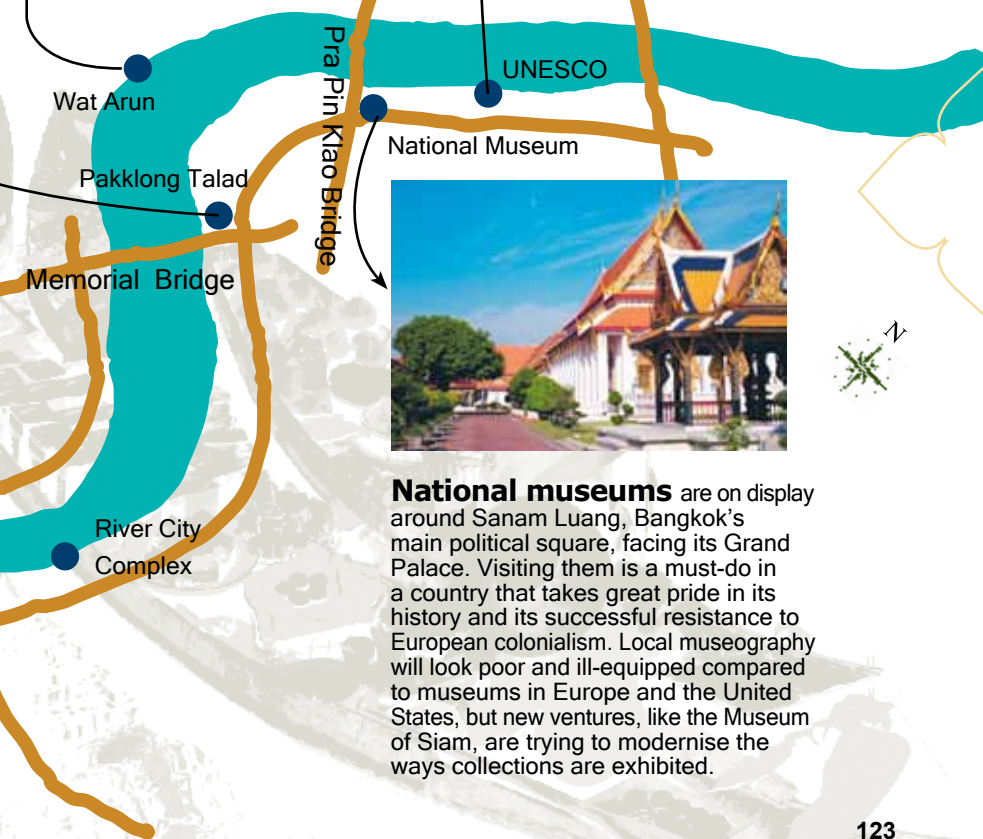 UNESCO
Wat Arun
Pra Pin Klao Bridge
National Museum
Pakklong Talad
Memorial Bridge
N
National museums are on display
around Sanam Luang, Bangkok's
main political square, facing its Grand
Palace. Visiting them is a must-do in
a country that takes great pride in its
history and its successful resistance to
European colonialism. Local museography
will look poor and ill-equipped compared
to museums in Europe and the United
States, but new ventures, like the Museum
of Siam, are trying to modernise the
ways collections are exhibited.
River City
Complex
123